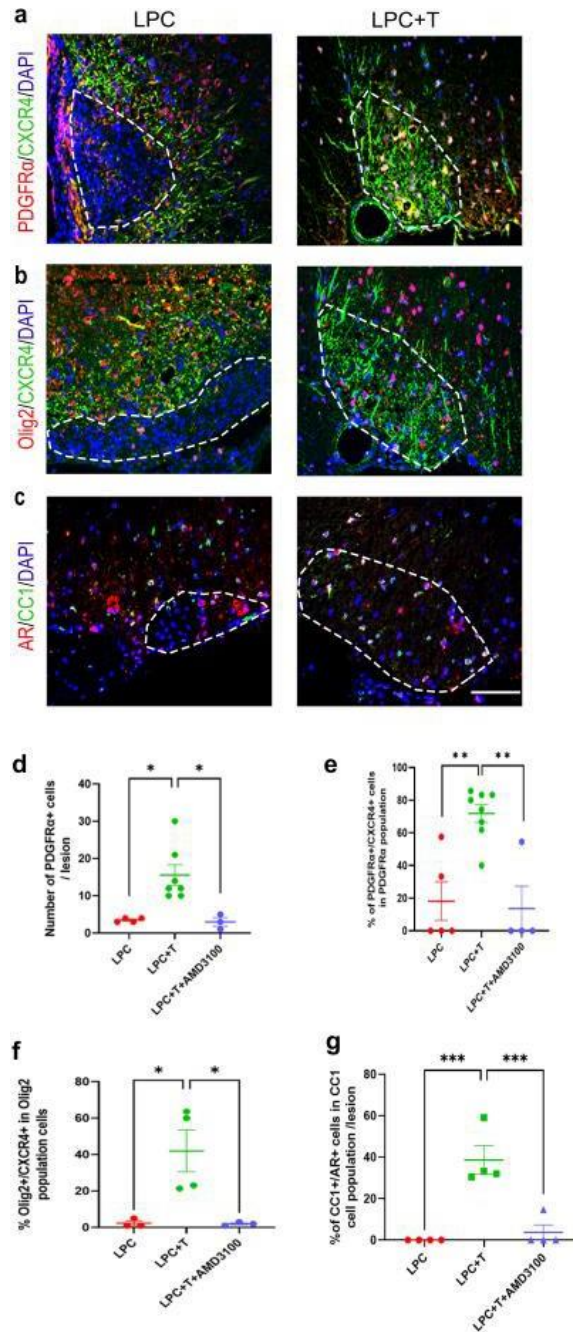 a
LPC
LPC+T
PDGFRα/CXCR4/DAPI
b
Olig2/CXCR4/DAPI
c
AR/CC1/DAPI
d
Number of PDGFRα+ cells
/ lesion
40
30
20
10
0
*
*
LPC
LPC+T
LPC+T+AMD3100
e
% of PDGFRα+/CXCR4+ cells
in PDGFRα population
100
80
60
40
20
0
**
**
LPC
LPC+T
LPC+T+AMD3100
f
% Olig2+/CXCR4+ in Olig2
population cells
80
60
40
20
0
*
*
LPC
LPC+T
LPC+T+AMD3100
g
%of CC1+/AR+ cells in CC1
cell population /lesion
80
60
40
20
0
***
***
LPC
LPC+T
LPC+T+AMD3100